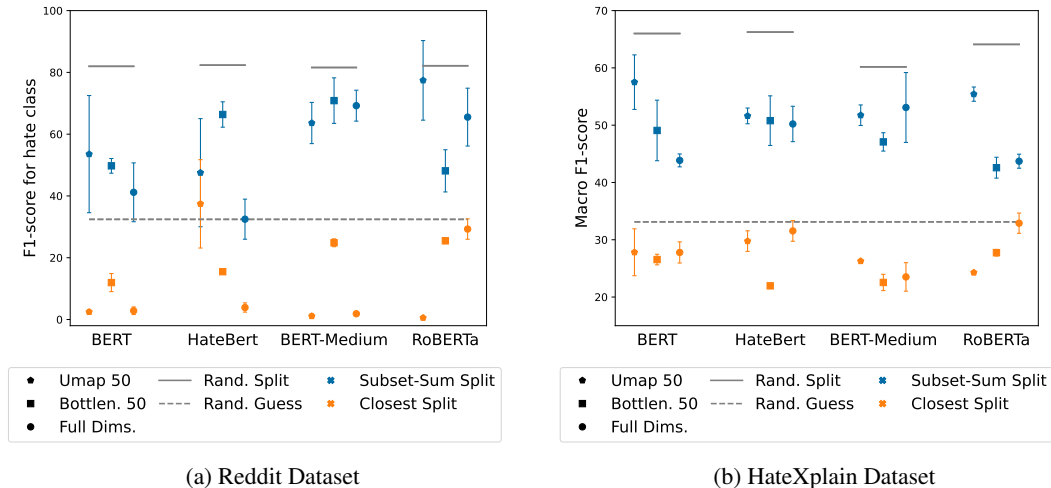 100
80
60
40
20
0
F1-score for hate class
BERT HateBert BERT-Medium RoBERTa
Umap 50 Rand. Split Subset-Sum Split
Bottlen. 50 Rand. Guess Closest Split
Full Dims.
(a) Reddit Dataset
70
60
50
40
30
20
Macro F1-score
BERT HateBert BERT-Medium RoBERTa
Umap 50 Rand. Split Subset-Sum Split
Bottlen. 50 Rand. Guess Closest Split
Full Dims.
(b) HateXplain Dataset